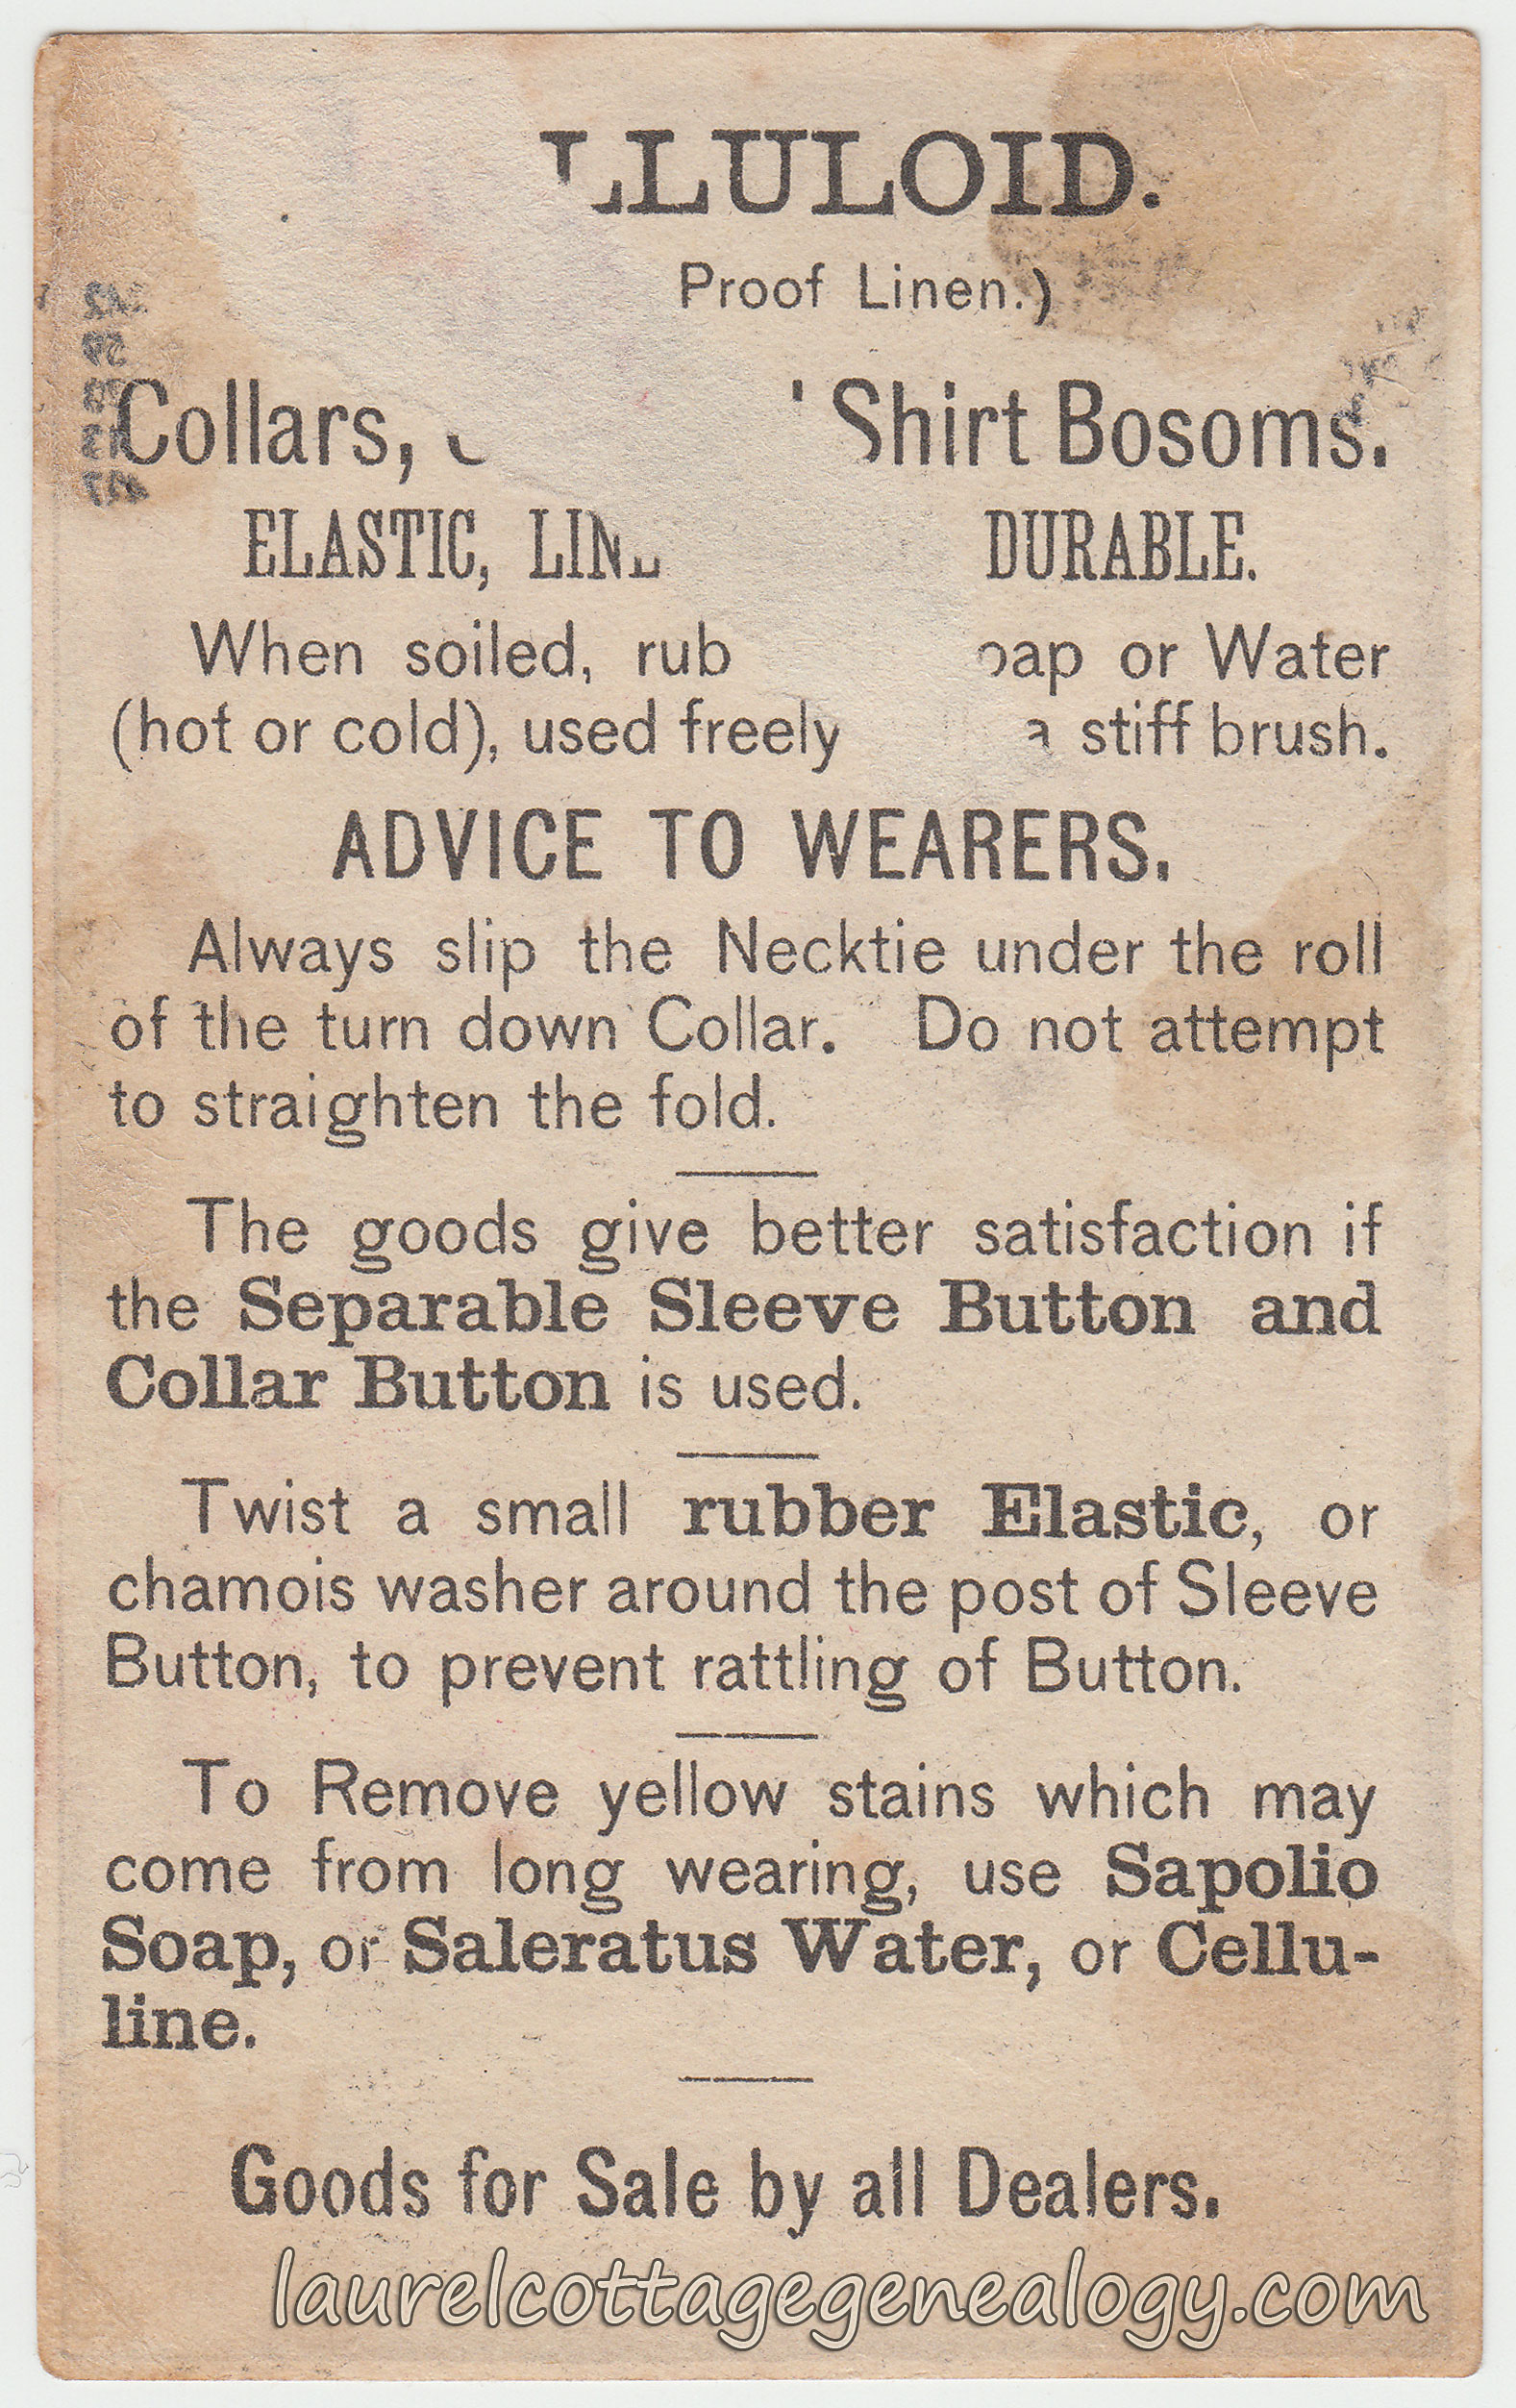 LLULOID.
Proof Linen.)
Collars, Shirt Bosoms.
ELASTIC, DURABLE.
When soiled, rub or Water
(hot or cold), used freely a stiff brush.
ADVICE TO WEARERS.
Always slip the Necktie under the roll
of the turn down Collar. Do not attempt
to straighten the fold.
The goods give better satisfaction if
the Separable Sleeve Button and
Collar Button is used.
Twist a small rubber Elastic, or
chamois washer around the post of Sleeve
Button, to prevent rattling of Button.
To Remove yellow stains which may
come from long wearing, use Sapolio
Soap, or Saleratus Water, or Cellu-
line.
Goods for Sale by all Dealers.
laurelcottagegenealogy.com